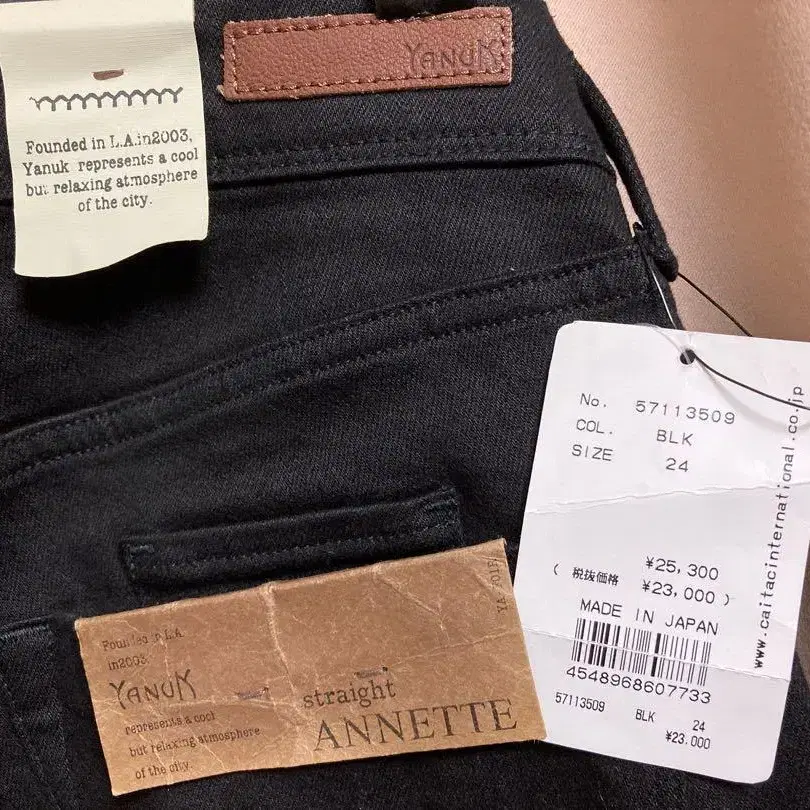 YANUK
Founded in L.A.in2003,
Yanuk represents a cool
but relaxing atmosphere
of the city.
No. 57113509
COL. BLK
SIZE 24
¥25,300
( 税抜価格 ¥23,000 )
MADE IN JAPAN
4548968607733
57113509 BLK 24
¥23.000
www.caitacinternational.co.jp
Founded in L.A.
in2003.
YANUK
represents a cool
but relaxing atmosphere
of the city.
straight
ANNETTE